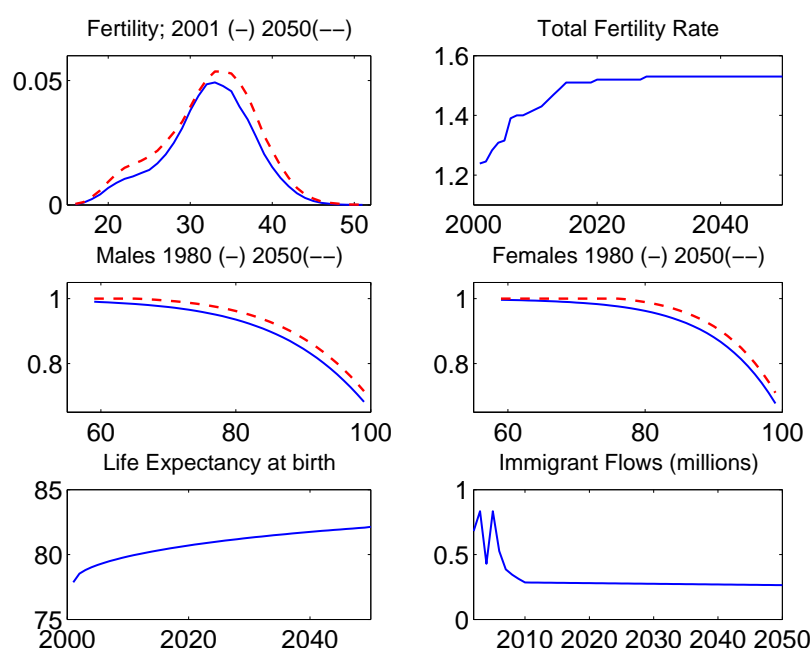 Fertility; 2001 (−) 2050(−−)
0.05
0
20 30 40 50
Total Fertility Rate
1.6
1.4
1.2
2000 2020 2040
Males 1980 (−) 2050(−−)
1
0.8
60 80 100
Females 1980 (−) 2050(−−)
1
0.8
60 80 100
Life Expectancy at birth
85
80
75
2000 2020 2040
Immigrant Flows (millions)
1
0.5
0
2010 2020 2030 2040 2050